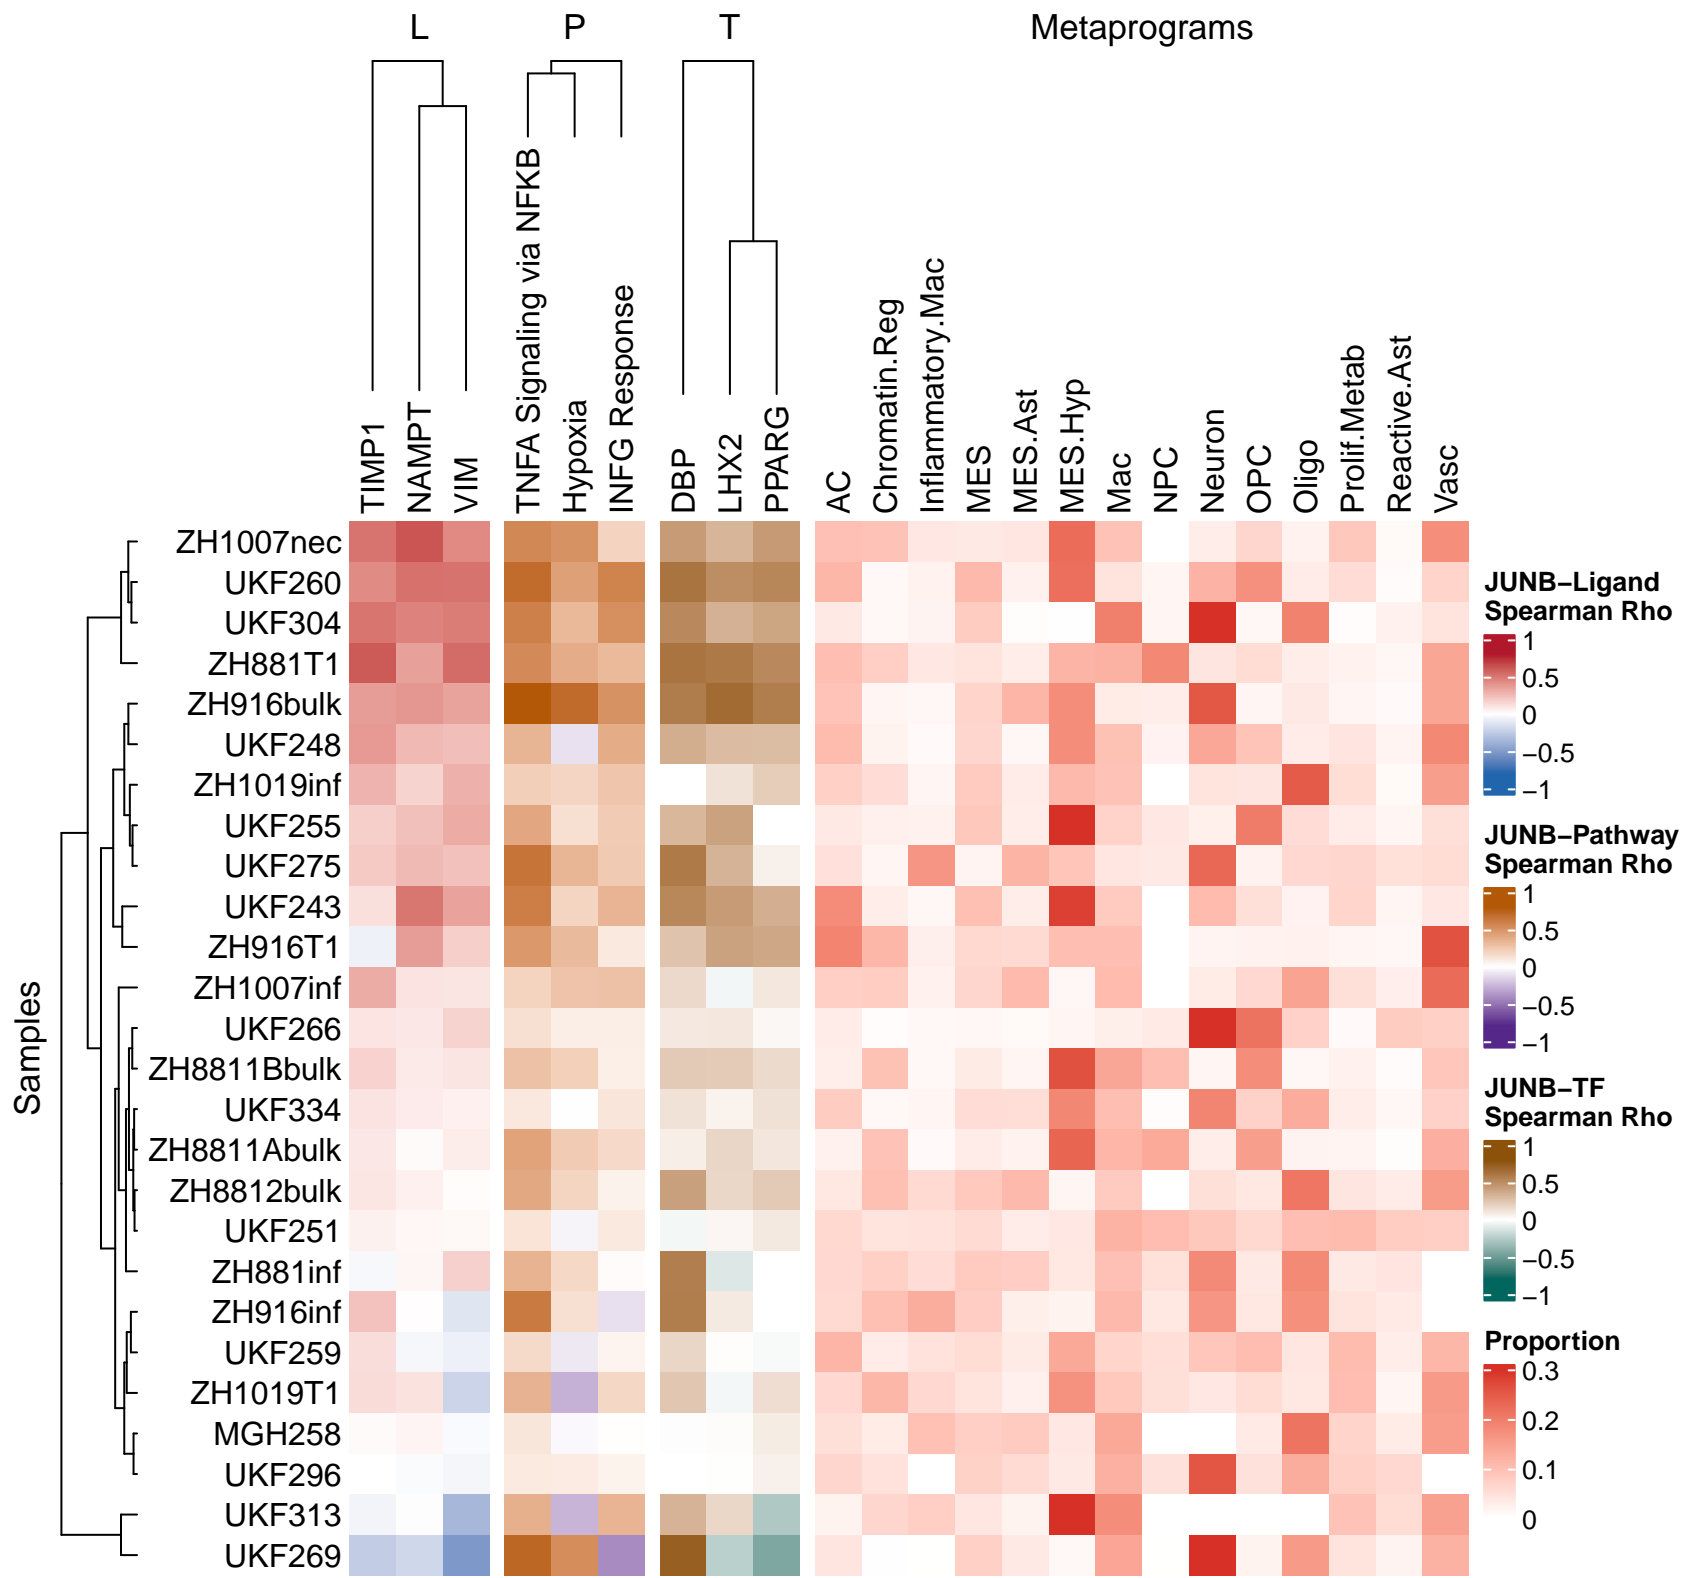 L
P
T
Metaprograms
TIMP1
NAMPT
VIM
TNFA Signaling via NFKB
Hypoxia
INFG Response
DBP
LHX2
PPARG
AC
Chromatin.Reg
Inflammatory.Mac
MES
MES.Ast
MES.Hyp
Mac
NPC
Neuron
OPC
Oligo
Prolif.Metab
Reactive.Ast
Vasc
Samples
ZH1007nec
UKF260
UKF304
ZH881T1
ZH916bulk
UKF248
ZH1019inf
UKF255
UKF275
UKF243
ZH916T1
ZH1007inf
UKF266
ZH8811Bbulk
UKF334
ZH8811Abulk
ZH8812bulk
UKF251
ZH881inf
ZH916inf
UKF259
ZH1019T1
MGH258
UKF296
UKF313
UKF269
JUNB−Ligand
Spearman Rho
1
0.5
0
−0.5
−1
JUNB−Pathway
Spearman Rho
1
0.5
0
−0.5
−1
JUNB−TF
Spearman Rho
1
0.5
0
−0.5
−1
Proportion
0.3
0.2
0.1
0